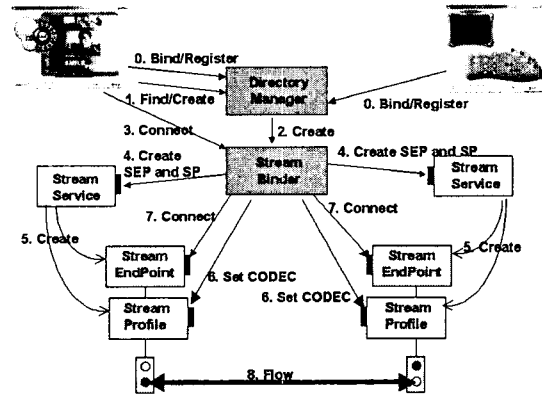 0. Bind/Register
Directory
Manager
1. Find/Create
0. Bind/Register
3. Connect
2. Create
4. Create
SEP and SP
Stream
Binder
4. Create SEP and SP
Stream
Service
Stream
Service
7. Connect
7. Connect
5. Create
5. Create
Stream
EndPoint
Stream
EndPoint
6. Set CODEC
6. Set CODEC
Stream
Profile
Stream
Profile
8. Flow